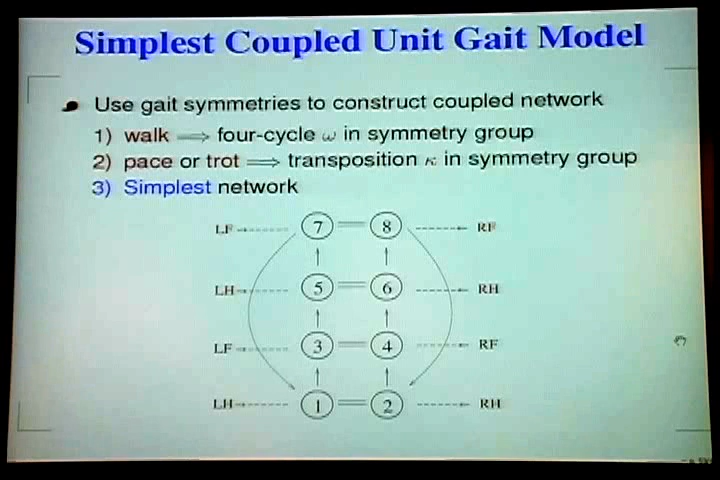 Simplest Coupled Unit Gait Model
Use gait symmetries to construct coupled network
1) walk ⟹ four-cycle ω in symmetry group
2) pace or trot ⟹ transposition κ in symmetry group
3) Simplest network
LF 7 8 RF
LH 5 6 RH
LF 3 4 RF
LH 1 2 RH